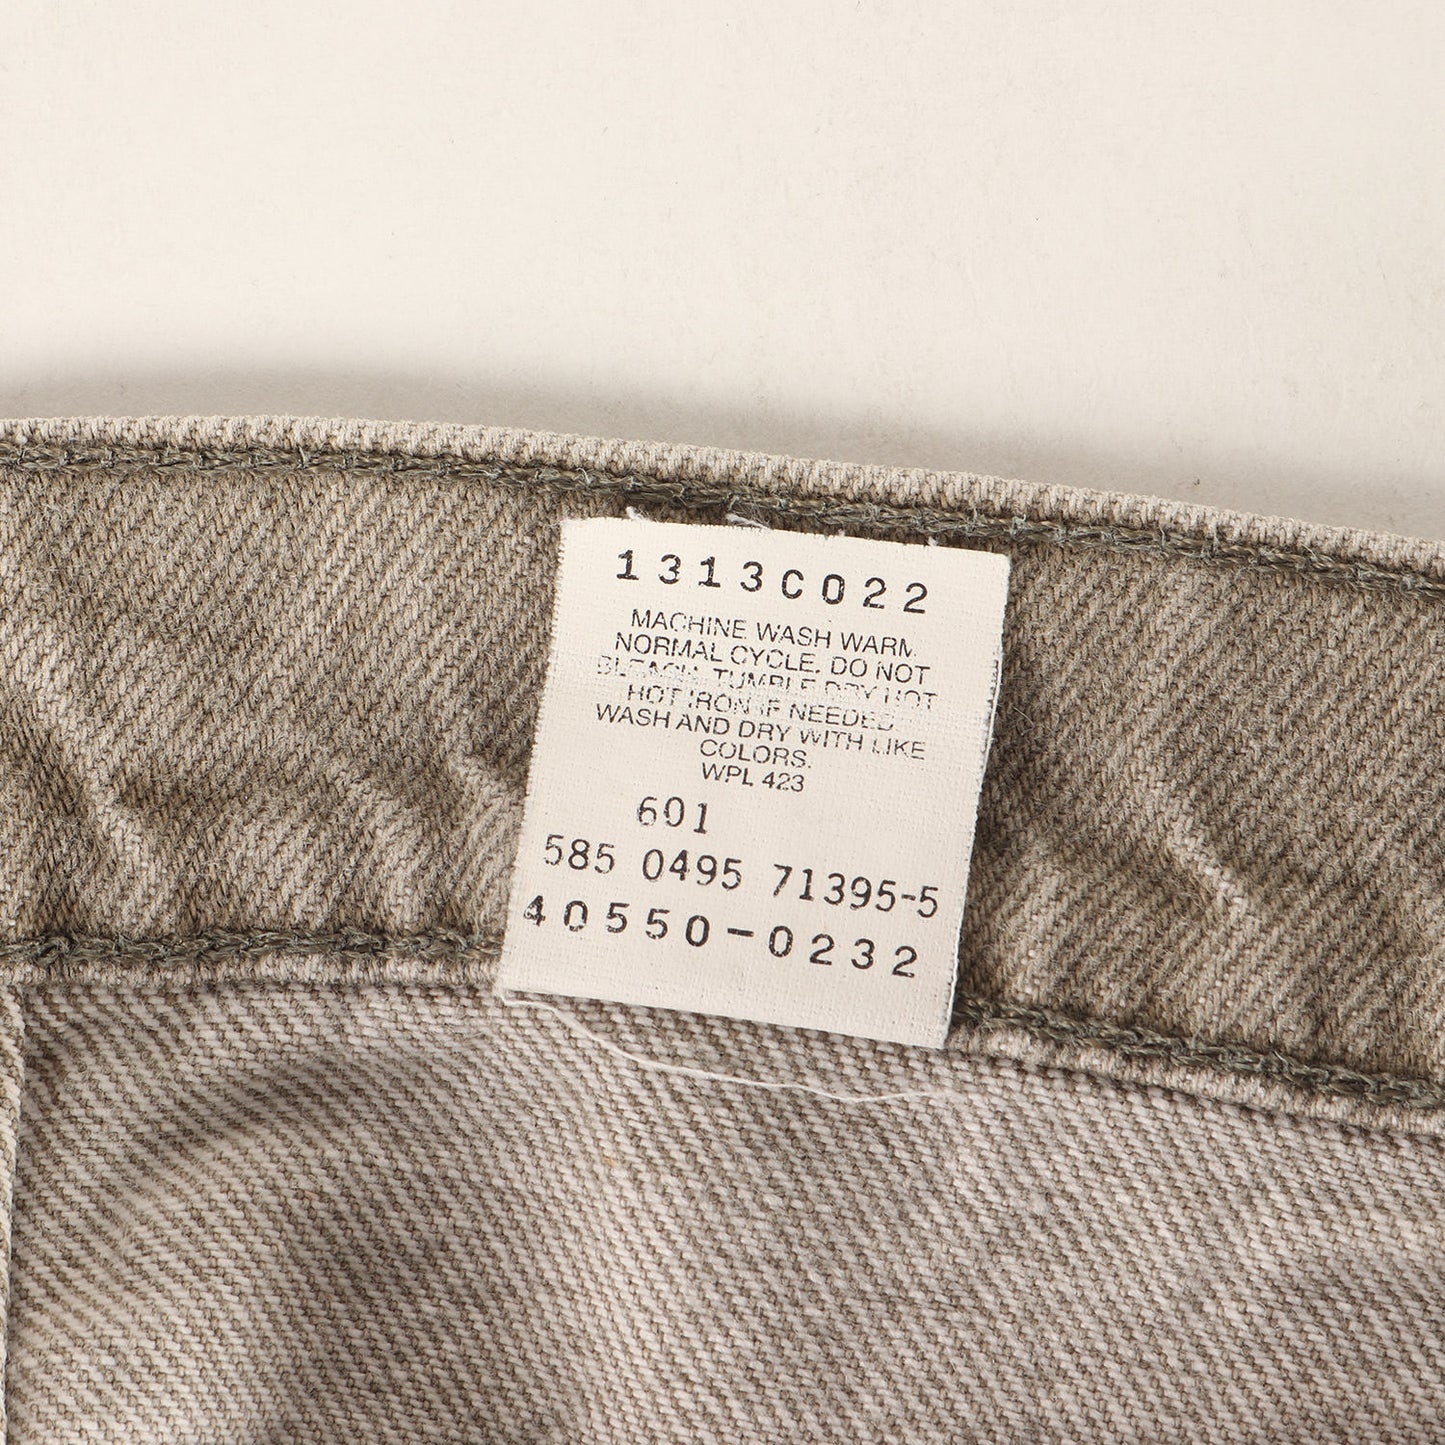 1313C022
MACHINE WASH WARM.
NORMAL CYCLE. DO NOT
BLEACH. TUMBLE DRY HOT
HOT IRON IF NEEDED
WASH AND DRY WITH LIKE
COLORS.
WPL 423
601
585 0495 71395-5
40550-0232